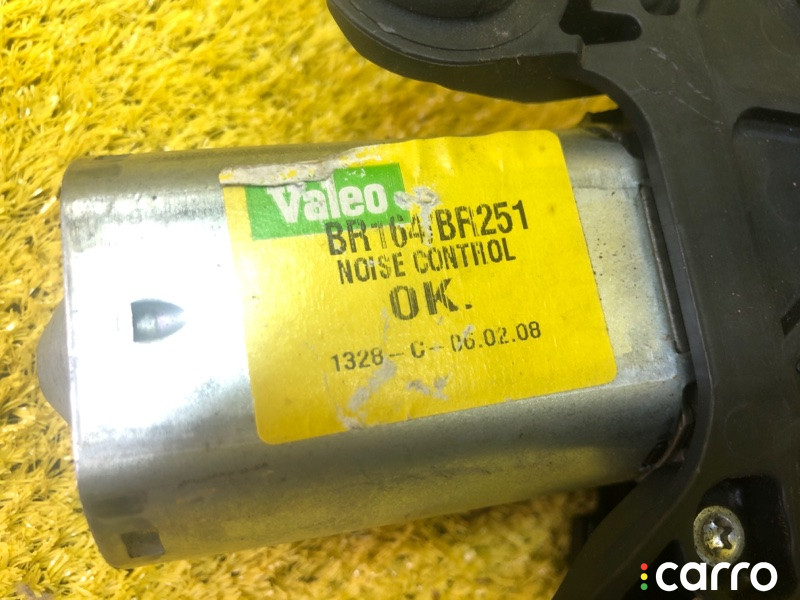 Valeo
BR164/BR251
NOISE CONTROL
OK.
1328-C-06.02.08
carro